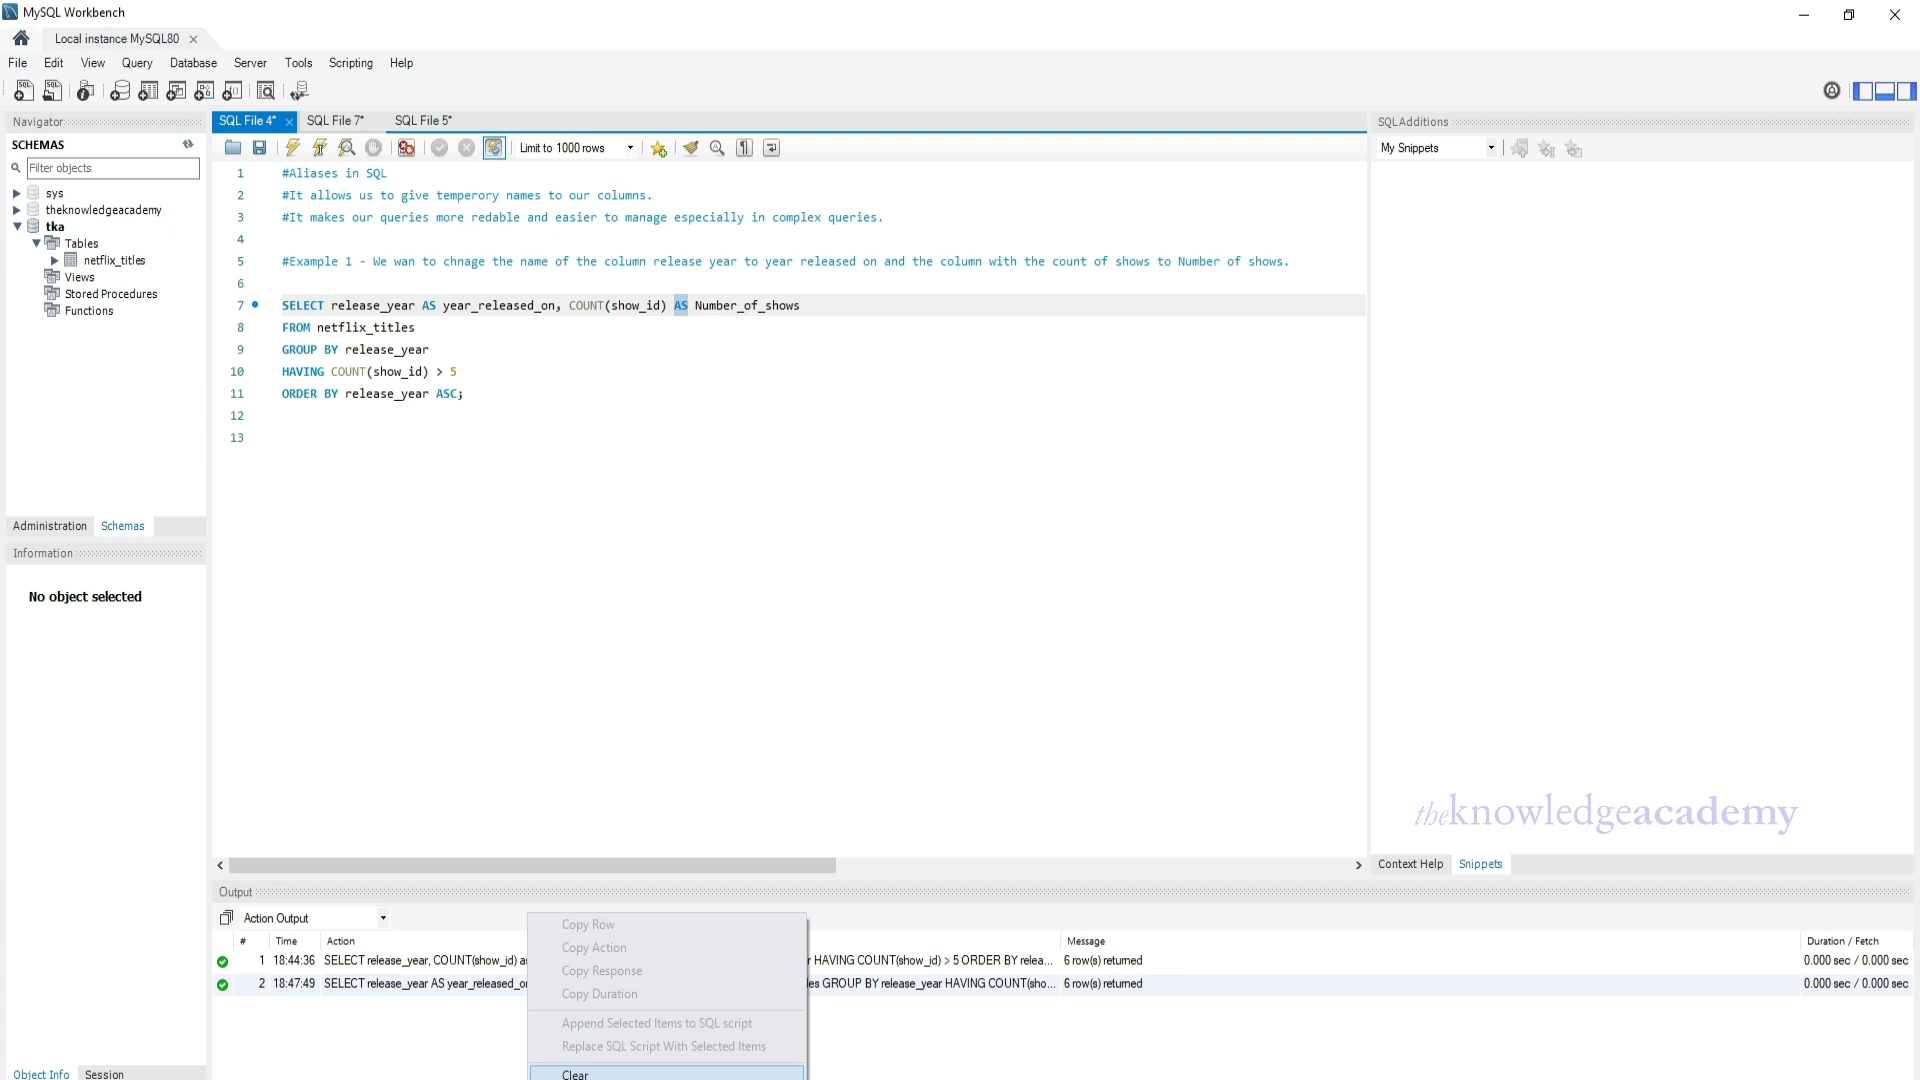 MySQL Workbench
Local instance MySQL80
File Edit View Query Database Server Tools Scripting Help
Navigator
SCHEMAS
Filter objects
sys
theknowledgeacademy
tka
Tables
netflix_titles
Views
Stored Procedures
Functions
Administration Schemas
Information
No object selected
Object Info Session
SQL File 4* SQL File 7* SQL File 5*
Limit to 1000 rows
1 #Aliases in SQL
2 #It allows us to give temperory names to our columns.
3 #It makes our queries more redable and easier to manage especially in complex queries.
4
5 #Example 1 - We wan to chnage the name of the column release year to year released on and the column with the count of shows to Number of shows.
6
7 SELECT release_year AS year_released_on, COUNT(show_id) AS Number_of_shows
8 FROM netflix_titles
9 GROUP BY release_year
10 HAVING COUNT(show_id) > 5
11 ORDER BY release_year ASC;
12
13
SQLAdditions
My Snippets
theknowledgeacademy
Context Help Snippets
Output
Action Output
# Time Action Message Duration / Fetch
1 18:44:36 SELECT release_year, COUNT(show_id) as r HAVING COUNT(show_id) > 5 ORDER BY relea... 6 row(s) returned 0.000 sec / 0.000 sec
2 18:47:49 SELECT release_year AS year_released_on les GROUP BY release_year HAVING COUNT(sho... 6 row(s) returned 0.000 sec / 0.000 sec
Copy Row
Copy Action
Copy Response
Copy Duration
Append Selected Items to SQL script
Replace SQL Script With Selected Items
Clear